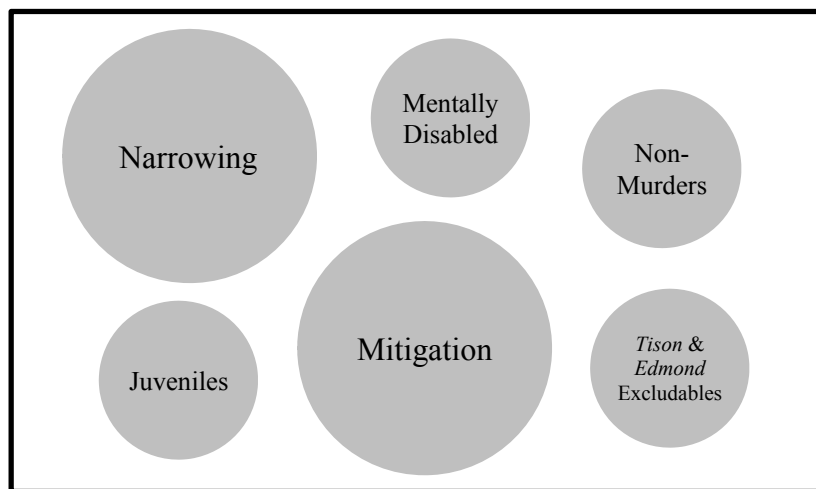 Narrowing
Mentally
Disabled
Non-
Murders
Juveniles
Mitigation
Tison &
Edmond
Excludables